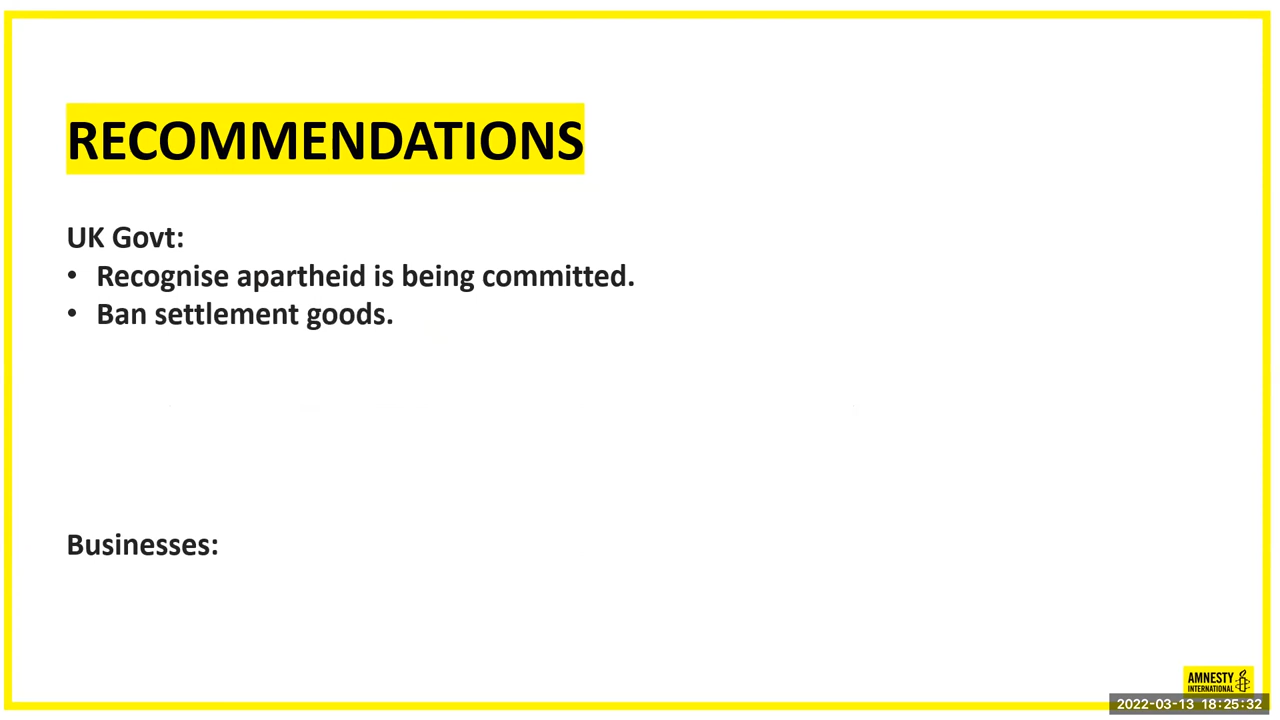 RECOMMENDATIONS
UK Govt:
• Recognise apartheid is being committed.
• Ban settlement goods.
Businesses:
AMNESTY
INTERNATIONAL
2022-03-13 18:25:32